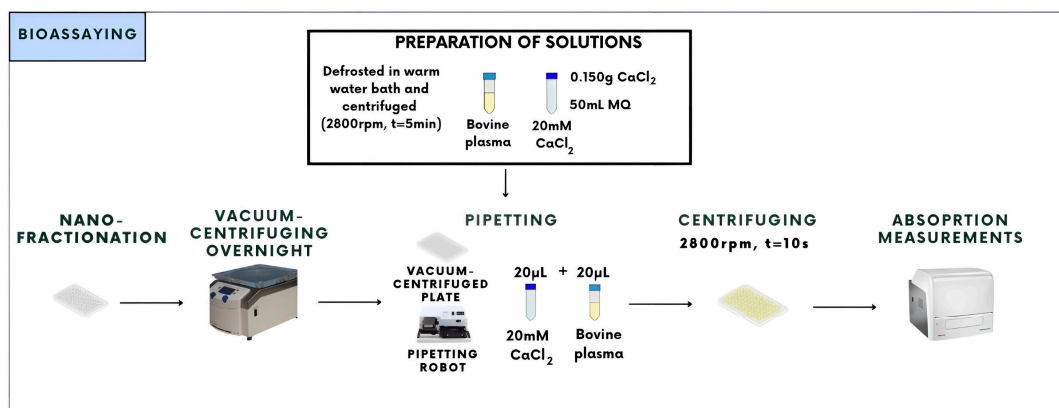 BIOASSAYING
PREPARATION OF SOLUTIONS
Defrosted in warm
water bath and
centrifuged
(2800rpm, t=5min)
Bovine
plasma
20mM
CaCl₂
0.150g CaCl₂
50mL MQ
NANO-
FRACTIONATION
VACUUM-
CENTRIFUGING
OVERNIGHT
PIPETTING
VACUUM-
CENTRIFUGED
PLATE
PIPETTING
ROBOT
20µL + 20µL
20mM
CaCl₂
Bovine
plasma
CENTRIFUGING
2800rpm, t=10s
ABSOPRTION
MEASUREMENTS